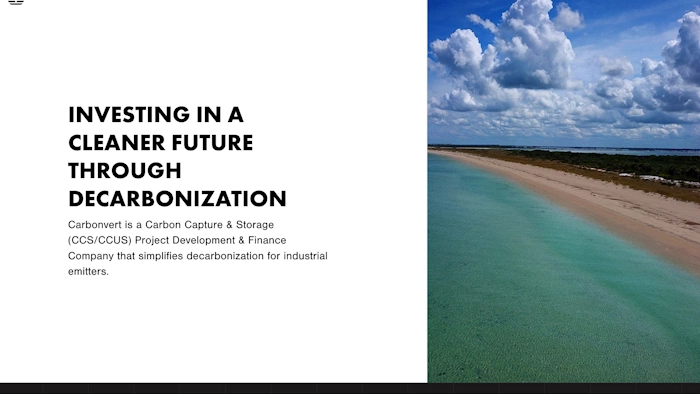 INVESTING IN A
CLEANER FUTURE
THROUGH
DECARBONIZATION
Carbonvert is a Carbon Capture & Storage
(CCS/CCUS) Project Development & Finance
Company that simplifies decarbonization for industrial
emitters.